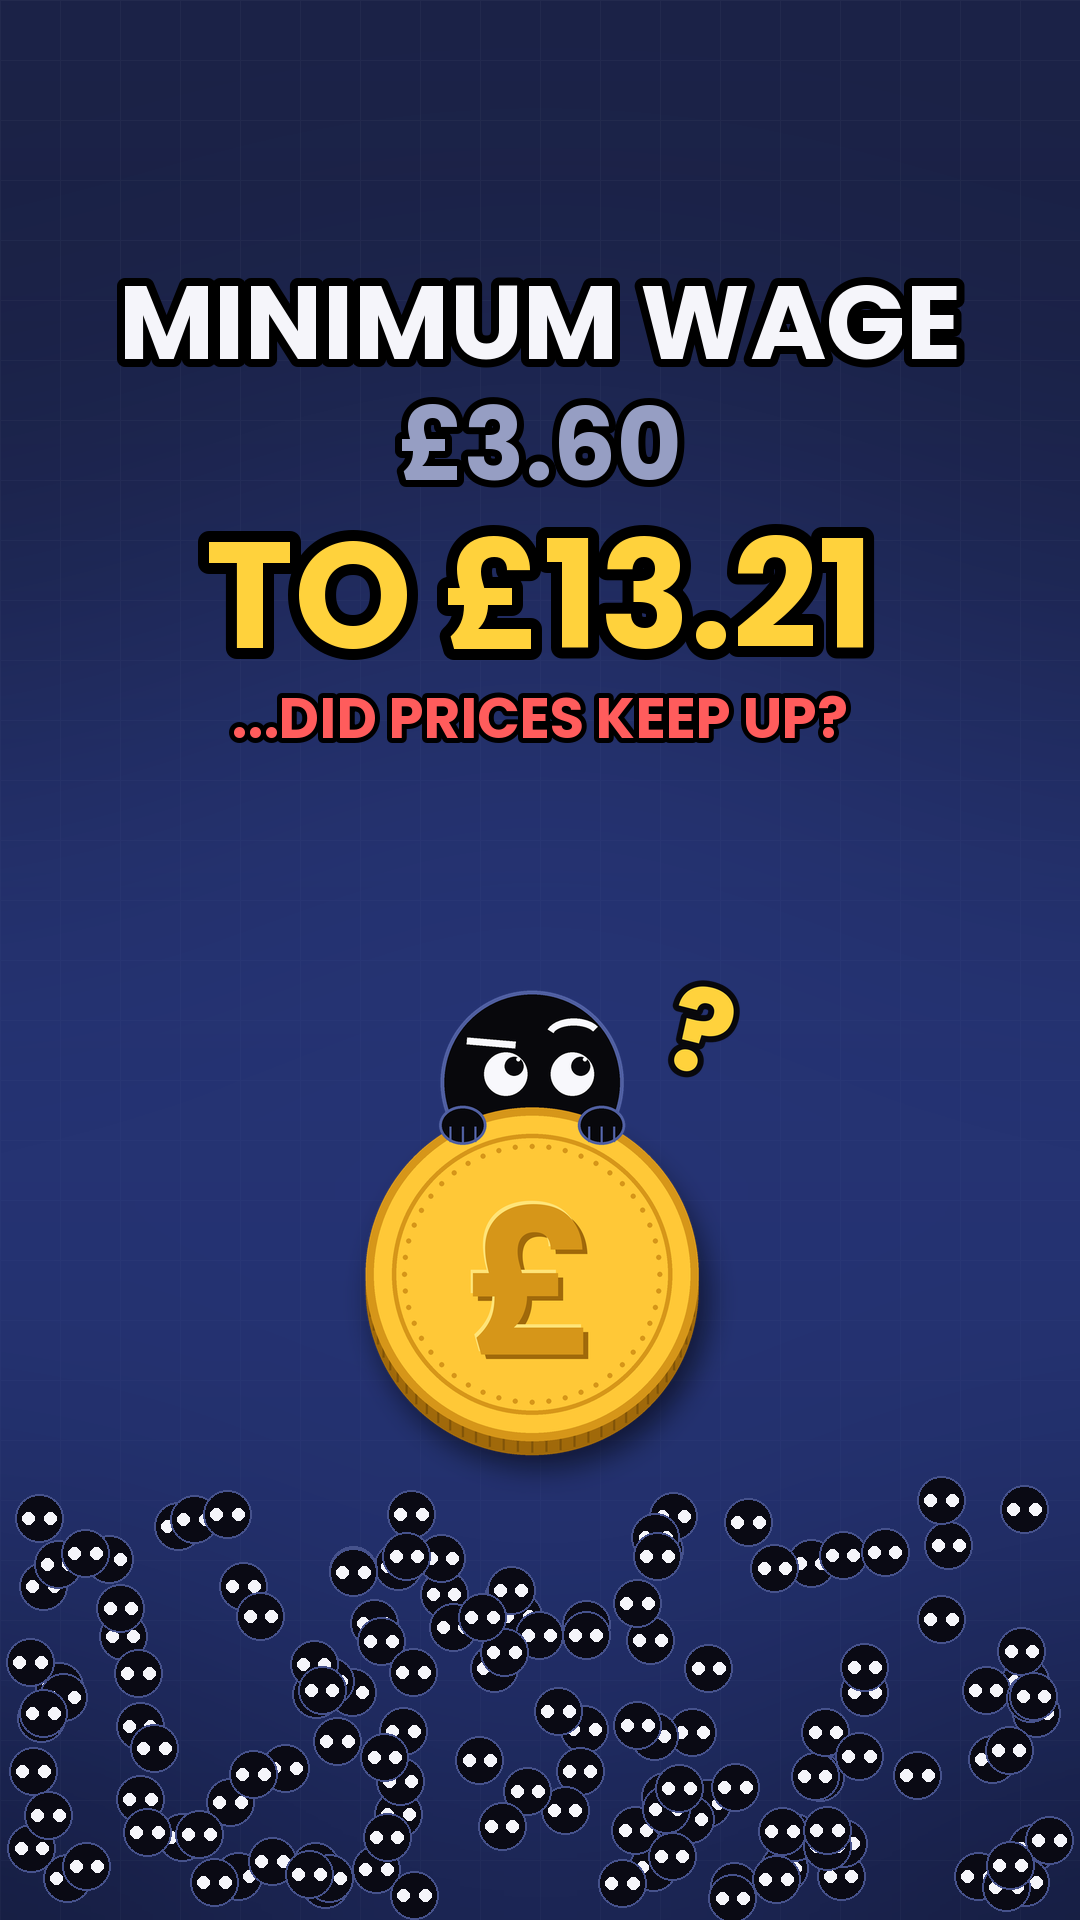 MINIMUM WAGE
£3.60
TO £13.21
...DID PRICES KEEP UP?
?
£